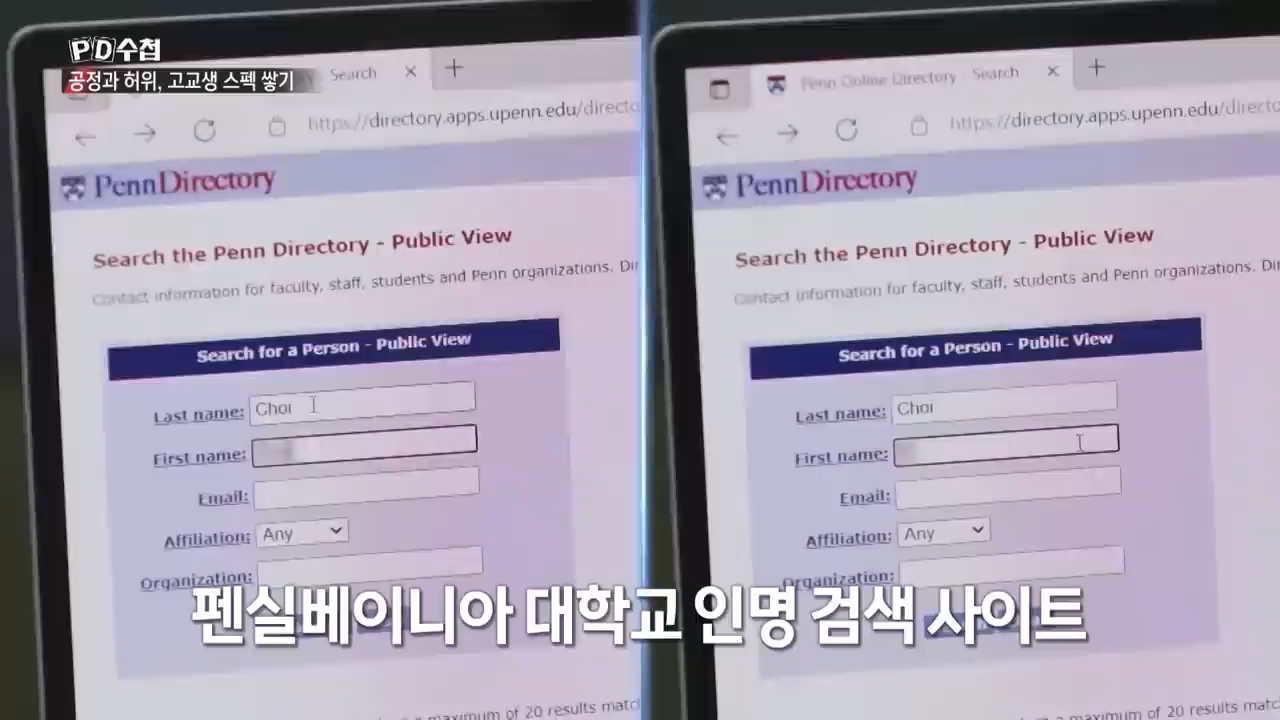 PD수첩
공정과 허위, 고교생 스펙 쌓기
Search
https://directory.apps.upenn.edu/directo
PennDirectory
Search the Penn Directory - Public View
Contact information for faculty, staff, students and Penn organizations. Dir
Search for a Person - Public View
Last name: Choi
First name:
Email:
Affiliation: Any
Organization:
maximum of 20 results matc
Penn Online Directory Search
https://directory.apps.upenn.edu/directo
PennDirectory
Search the Penn Directory - Public View
Contact information for faculty, staff, students and Penn organizations. Di
Search for a Person - Public View
Last name: Choi
First name:
Email:
Affiliation: Any
Organization:
maximum of 20 results matc
펜실베이니아 대학교 인명 검색 사이트